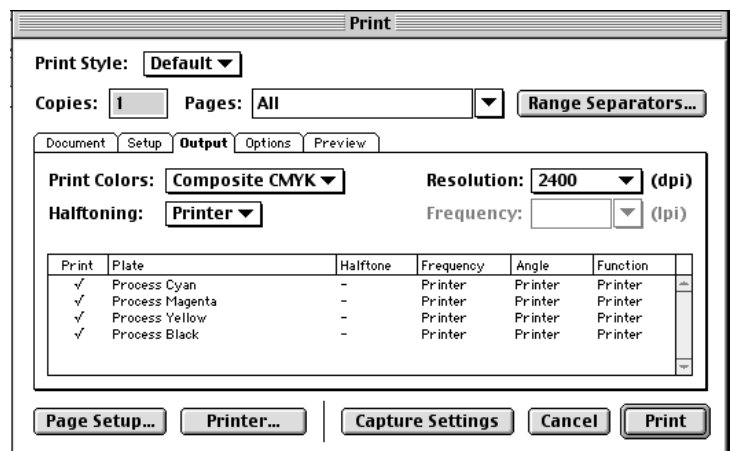 Print
Print Style: Default
Copies: 1 Pages: All Range Separators...
Document Setup Output Options Preview
Print Colors: Composite CMYK Resolution: 2400 (dpi)
Halftoning: Printer Frequency: (lpi)
Print Plate Halftone Frequency Angle Function
√ Process Cyan - Printer Printer Printer
√ Process Magenta - Printer Printer Printer
√ Process Yellow - Printer Printer Printer
√ Process Black - Printer Printer Printer
Page Setup... Printer... Capture Settings Cancel Print